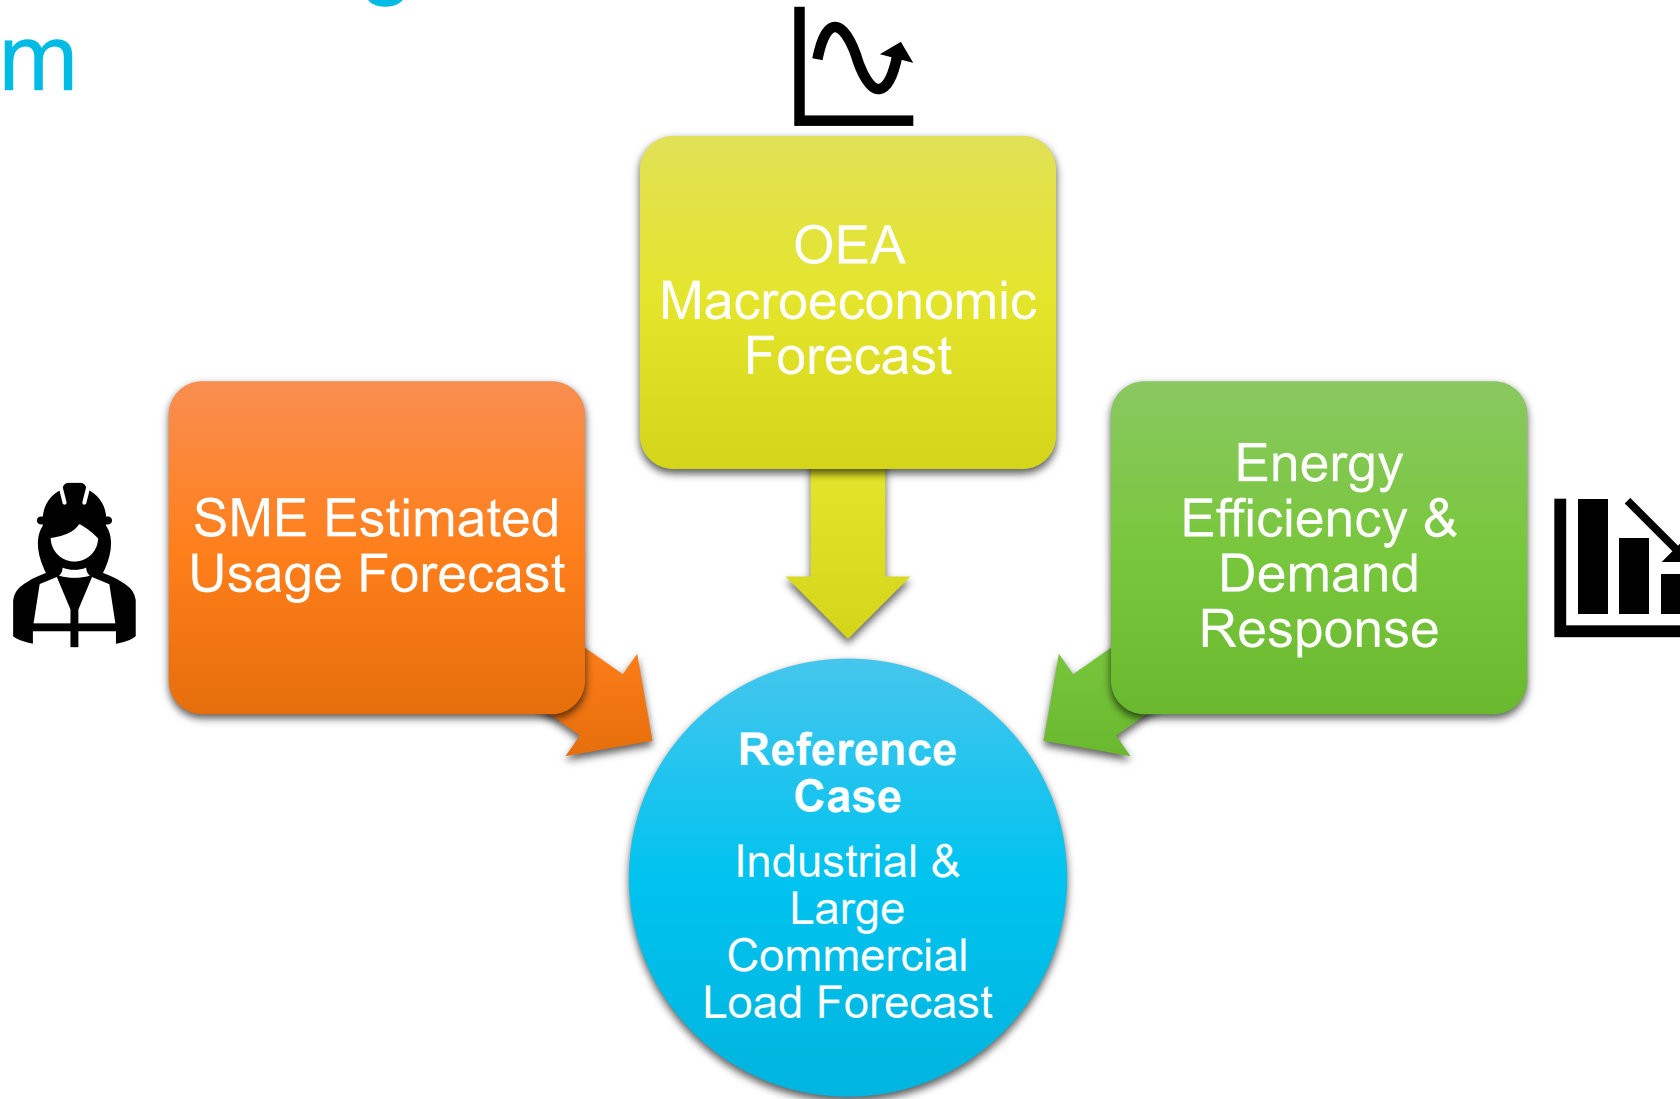 m
OEA
Macroeconomic
Forecast
SME Estimated
Usage Forecast
Energy
Efficiency &
Demand
Response
Reference
Case
Industrial &
Large
Commercial
Load Forecast